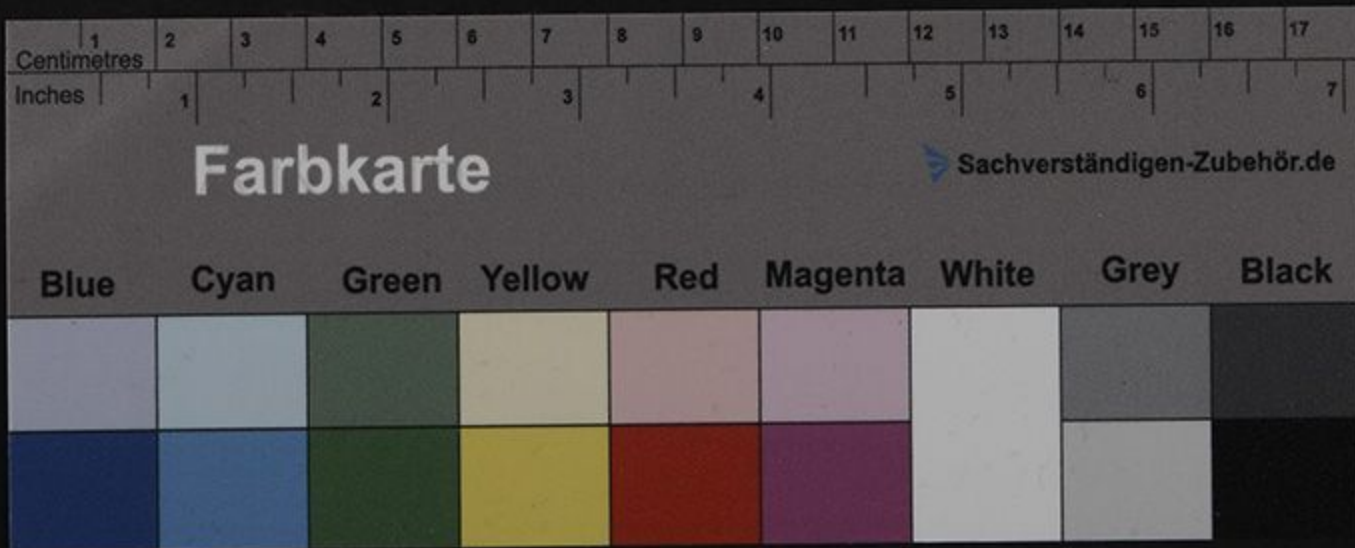 1 2 3 4 5 6 7 8 9 10 11 12 13 14 15 16 17
Centimetres
Inches 1 2 3 4 5 6 7
Farbkarte
Sachverständigen-Zubehör.de
Blue Cyan Green Yellow Red Magenta White Grey Black